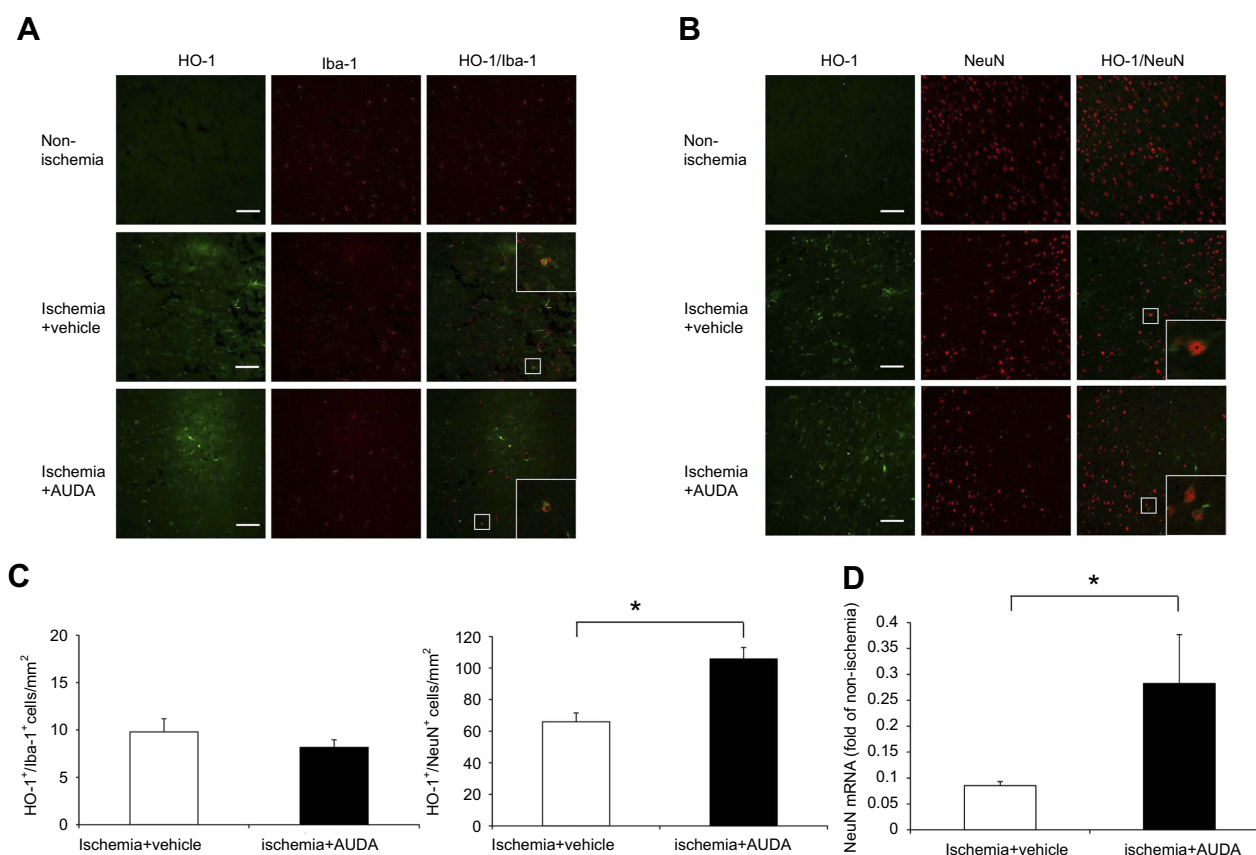 A
HO-1 Iba-1 HO-1/Iba-1
Non-
ischemia
Ischemia
+vehicle
Ischemia
+AUDA
B
HO-1 NeuN HO-1/NeuN
Non-
ischemia
Ischemia
+vehicle
Ischemia
+AUDA
C
HO-1⁺/Iba-1⁺ cells/mm²
20
15
10
5
0
Ischemia+vehicle ischemia+AUDA
HO-1⁺/NeuN⁺ cells/mm²
120
100
80
60
40
20
0
*
Ischemia+vehicle ischemia+AUDA
D
NeuN mRNA (fold of non-ischemia)
0.4
0.35
0.3
0.25
0.2
0.15
0.1
0.05
0
*
Ischemia+vehicle ischemia+AUDA